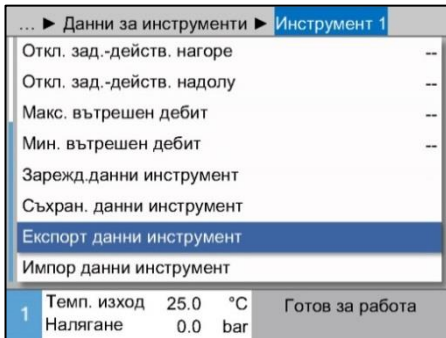 ... ► Данни за инструменти ► Инструмент 1
Откл. зад.-действ. нагоре --
Откл. зад.-действ. надолу --
Макс. вътрешен дебит --
Мин. вътрешен дебит --
Зарежд.данни инструмент
Съхран. данни инструмент
Експорт данни инструмент
Импор данни инструмент
1 Темп. изход 25.0 °C Готов за работа
Налягане 0.0 bar